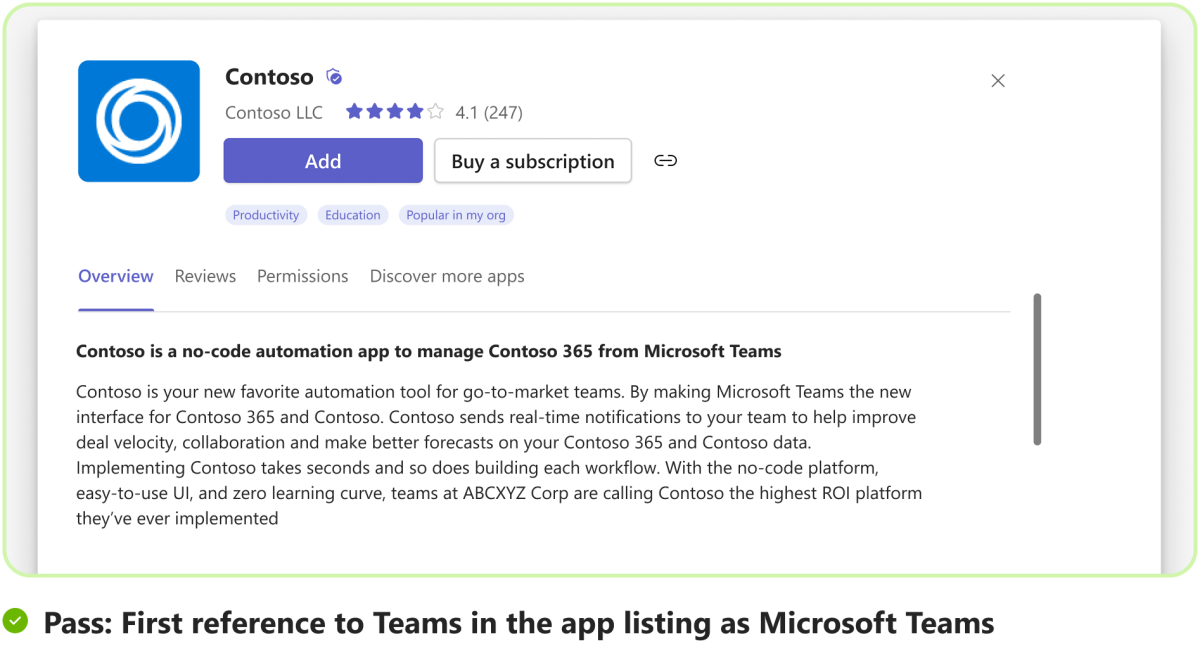 Contoso
Contoso LLC 4.1 (247)
Add Buy a subscription
Productivity Education Popular in my org
Overview Reviews Permissions Discover more apps
Contoso is a no-code automation app to manage Contoso 365 from Microsoft Teams
Contoso is your new favorite automation tool for go-to-market teams. By making Microsoft Teams the new
interface for Contoso 365 and Contoso. Contoso sends real-time notifications to your team to help improve
deal velocity, collaboration and make better forecasts on your Contoso 365 and Contoso data.
Implementing Contoso takes seconds and so does building each workflow. With the no-code platform,
easy-to-use UI, and zero learning curve, teams at ABCXYZ Corp are calling Contoso the highest ROI platform
they’ve ever implemented
Pass: First reference to Teams in the app listing as Microsoft Teams